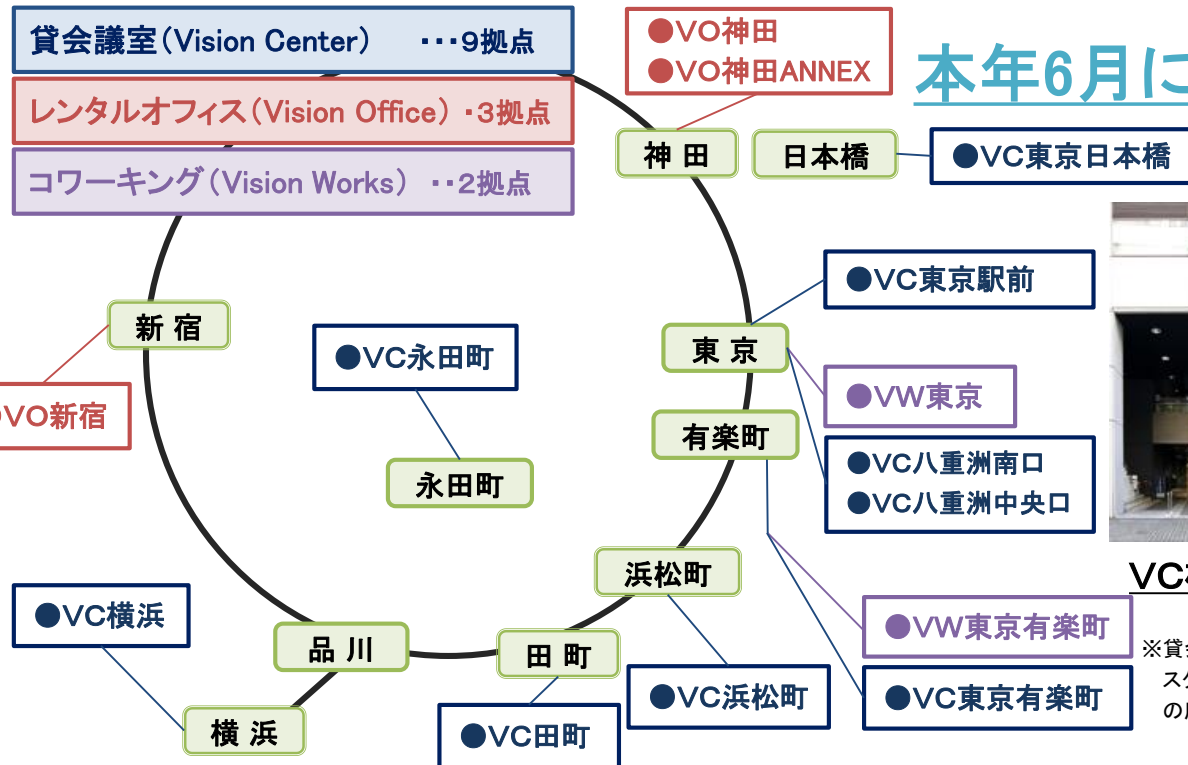 貸会議室(Vision Center) ・・・9拠点
レンタルオフィス(Vision Office)・3拠点
コワーキング(Vision Works) ・・2拠点
●VO神田
●VO神田ANNEX
本年6月に
神田
日本橋
●VC東京日本橋
●VC東京駅前
新宿
東京
●VC永田町
●VW東京
VO新宿
有楽町
●VC八重洲南口
●VC八重洲中央口
永田町
浜松町
VC
●VC横浜
●VW東京有楽町
品川
田町
※貸
●VC浜松町
●VC東京有楽町
ス
の
横浜
●VC田町